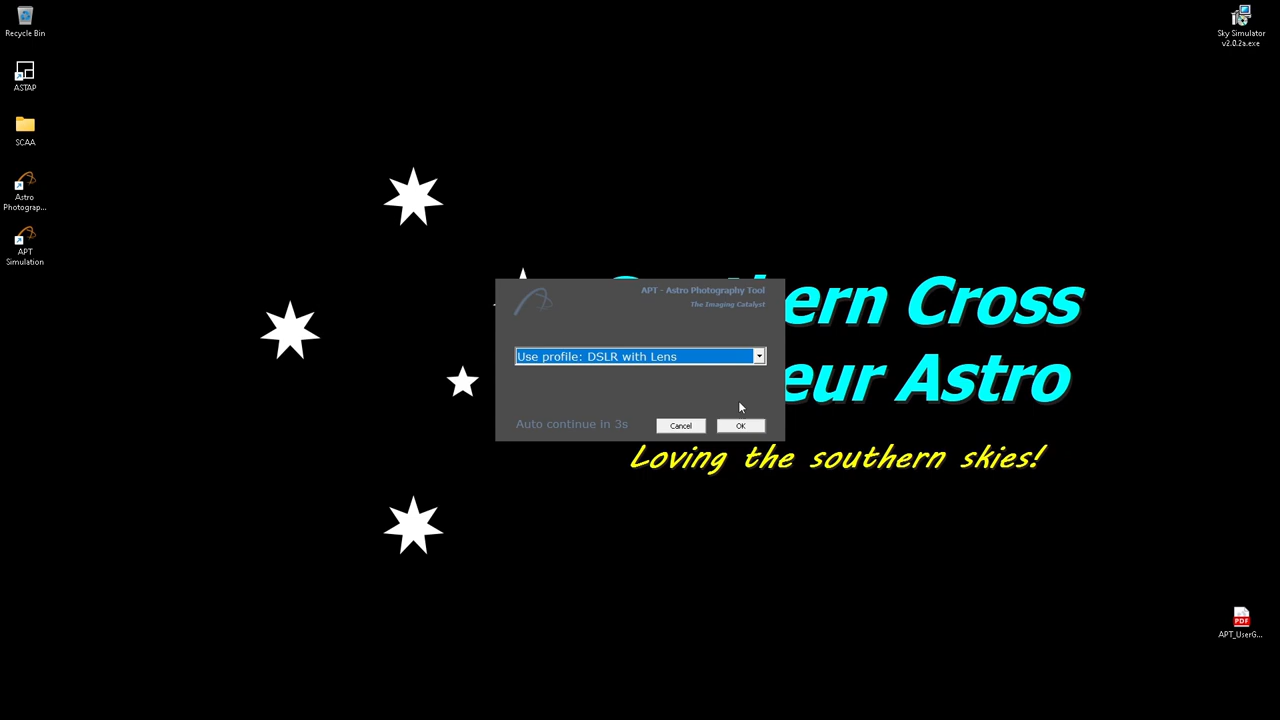 Recycle Bin
ASTAP
SCAA
Astro
Photograp...
APT
Simulation
Sky Simulator
v2.0.2a.exe
APT - Astro Photography Tool
The Imaging Catalyst
Use profile: DSLR with Lens
Auto continue in 3s
Cancel
OK
ern Cross
eur Astro
Loving the southern skies!
PDF
APT_UserG...